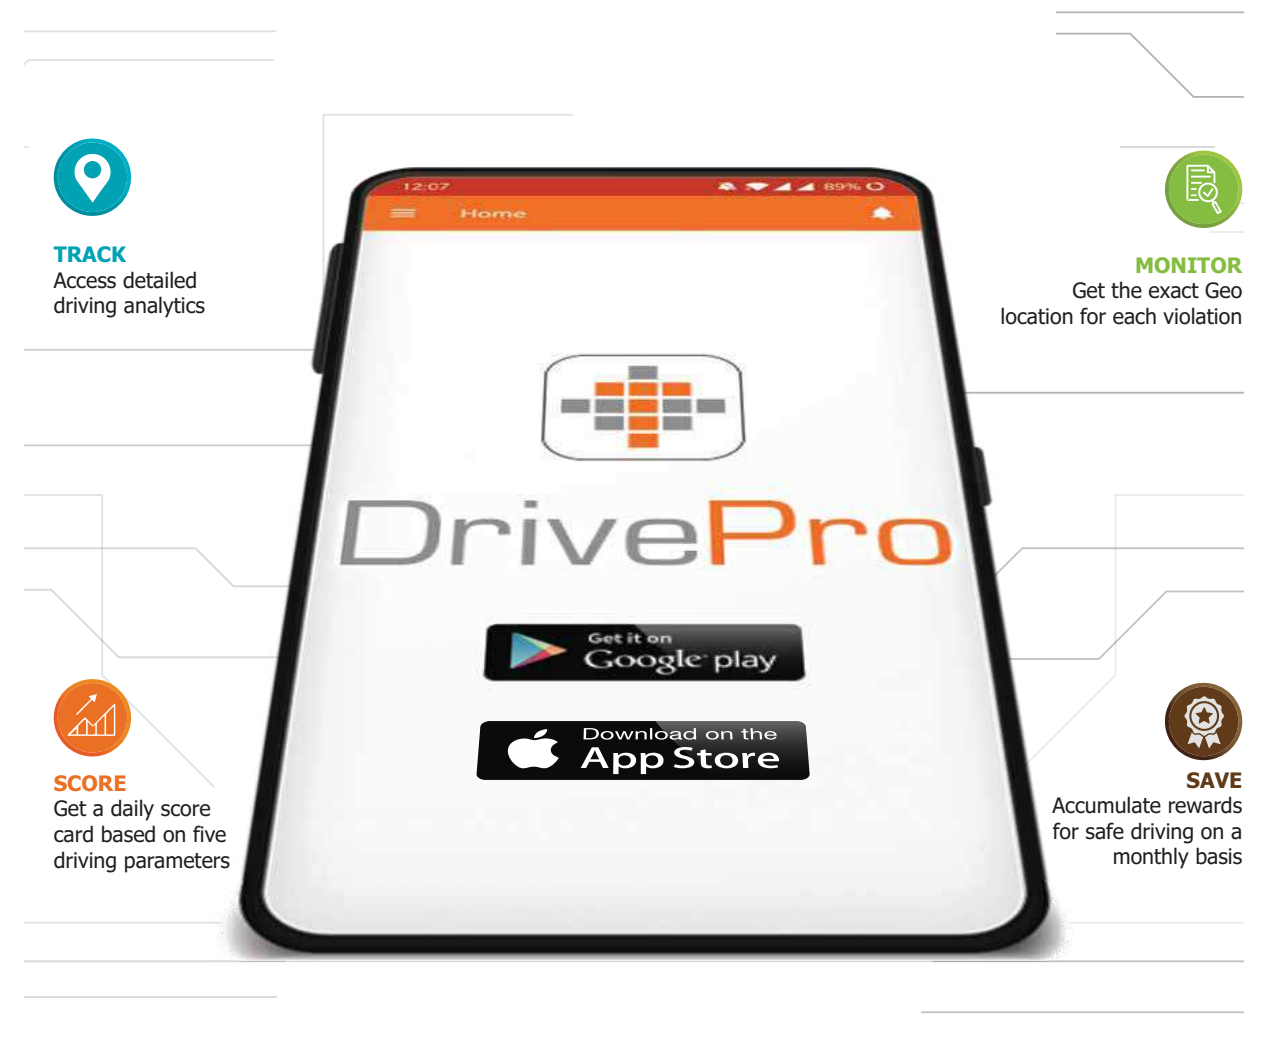 TRACK
Access detailed
driving analytics
MONITOR
Get the exact Geo
location for each violation
12:07
89%
Home
DrivePro
Get it on
Google play
Download on the
App Store
SCORE
Get a daily score
card based on five
driving parameters
SAVE
Accumulate rewards
for safe driving on a
monthly basis